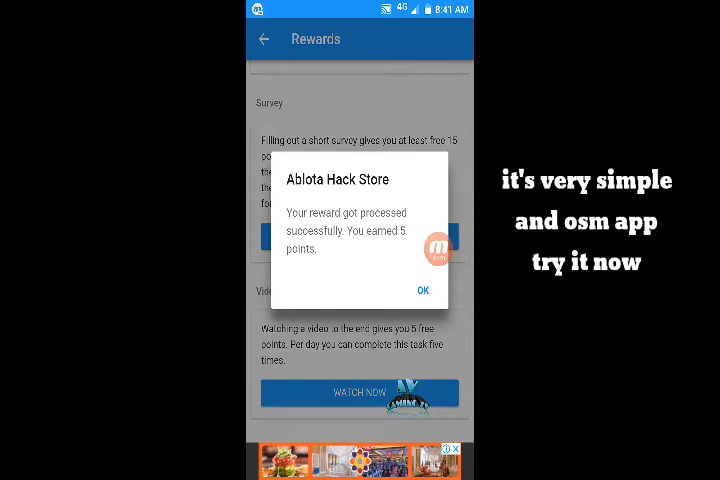 4G 8:41 AM
Rewards
Survey
Filling out a short survey gives you at least free 15
Ablota Hack Store
Your reward got processed
successfully. You earned 5
points.
OK
it's very simple
and osm app
try it now
Watching a video to the end gives you 5 free
points. Per day you can complete this task five
times.
WATCH NOW